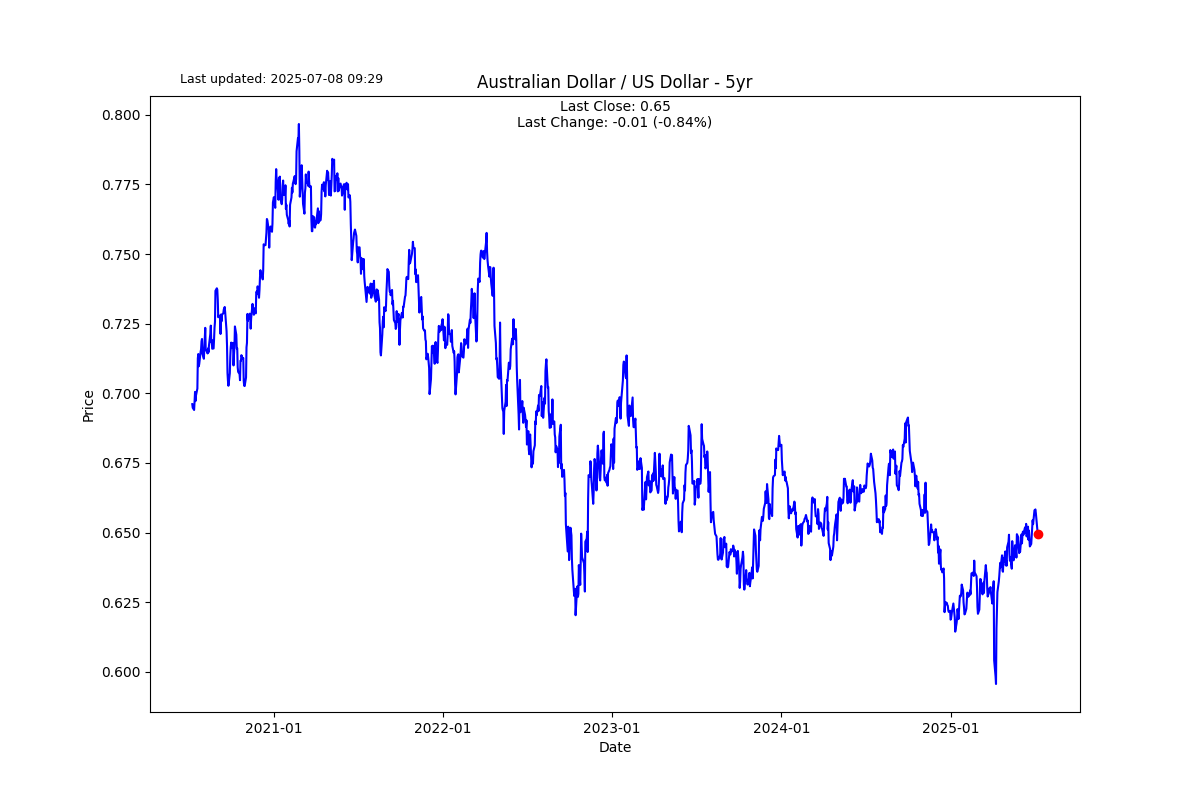 Last updated: 2025-07-08 09:29
Australian Dollar / US Dollar - 5yr
Last Close: 0.65
Last Change: -0.01 (-0.84%)
0.800
0.775
0.750
0.725
0.700
0.675
0.650
0.625
0.600
Price
2021-01
2022-01
2023-01
2024-01
2025-01
Date